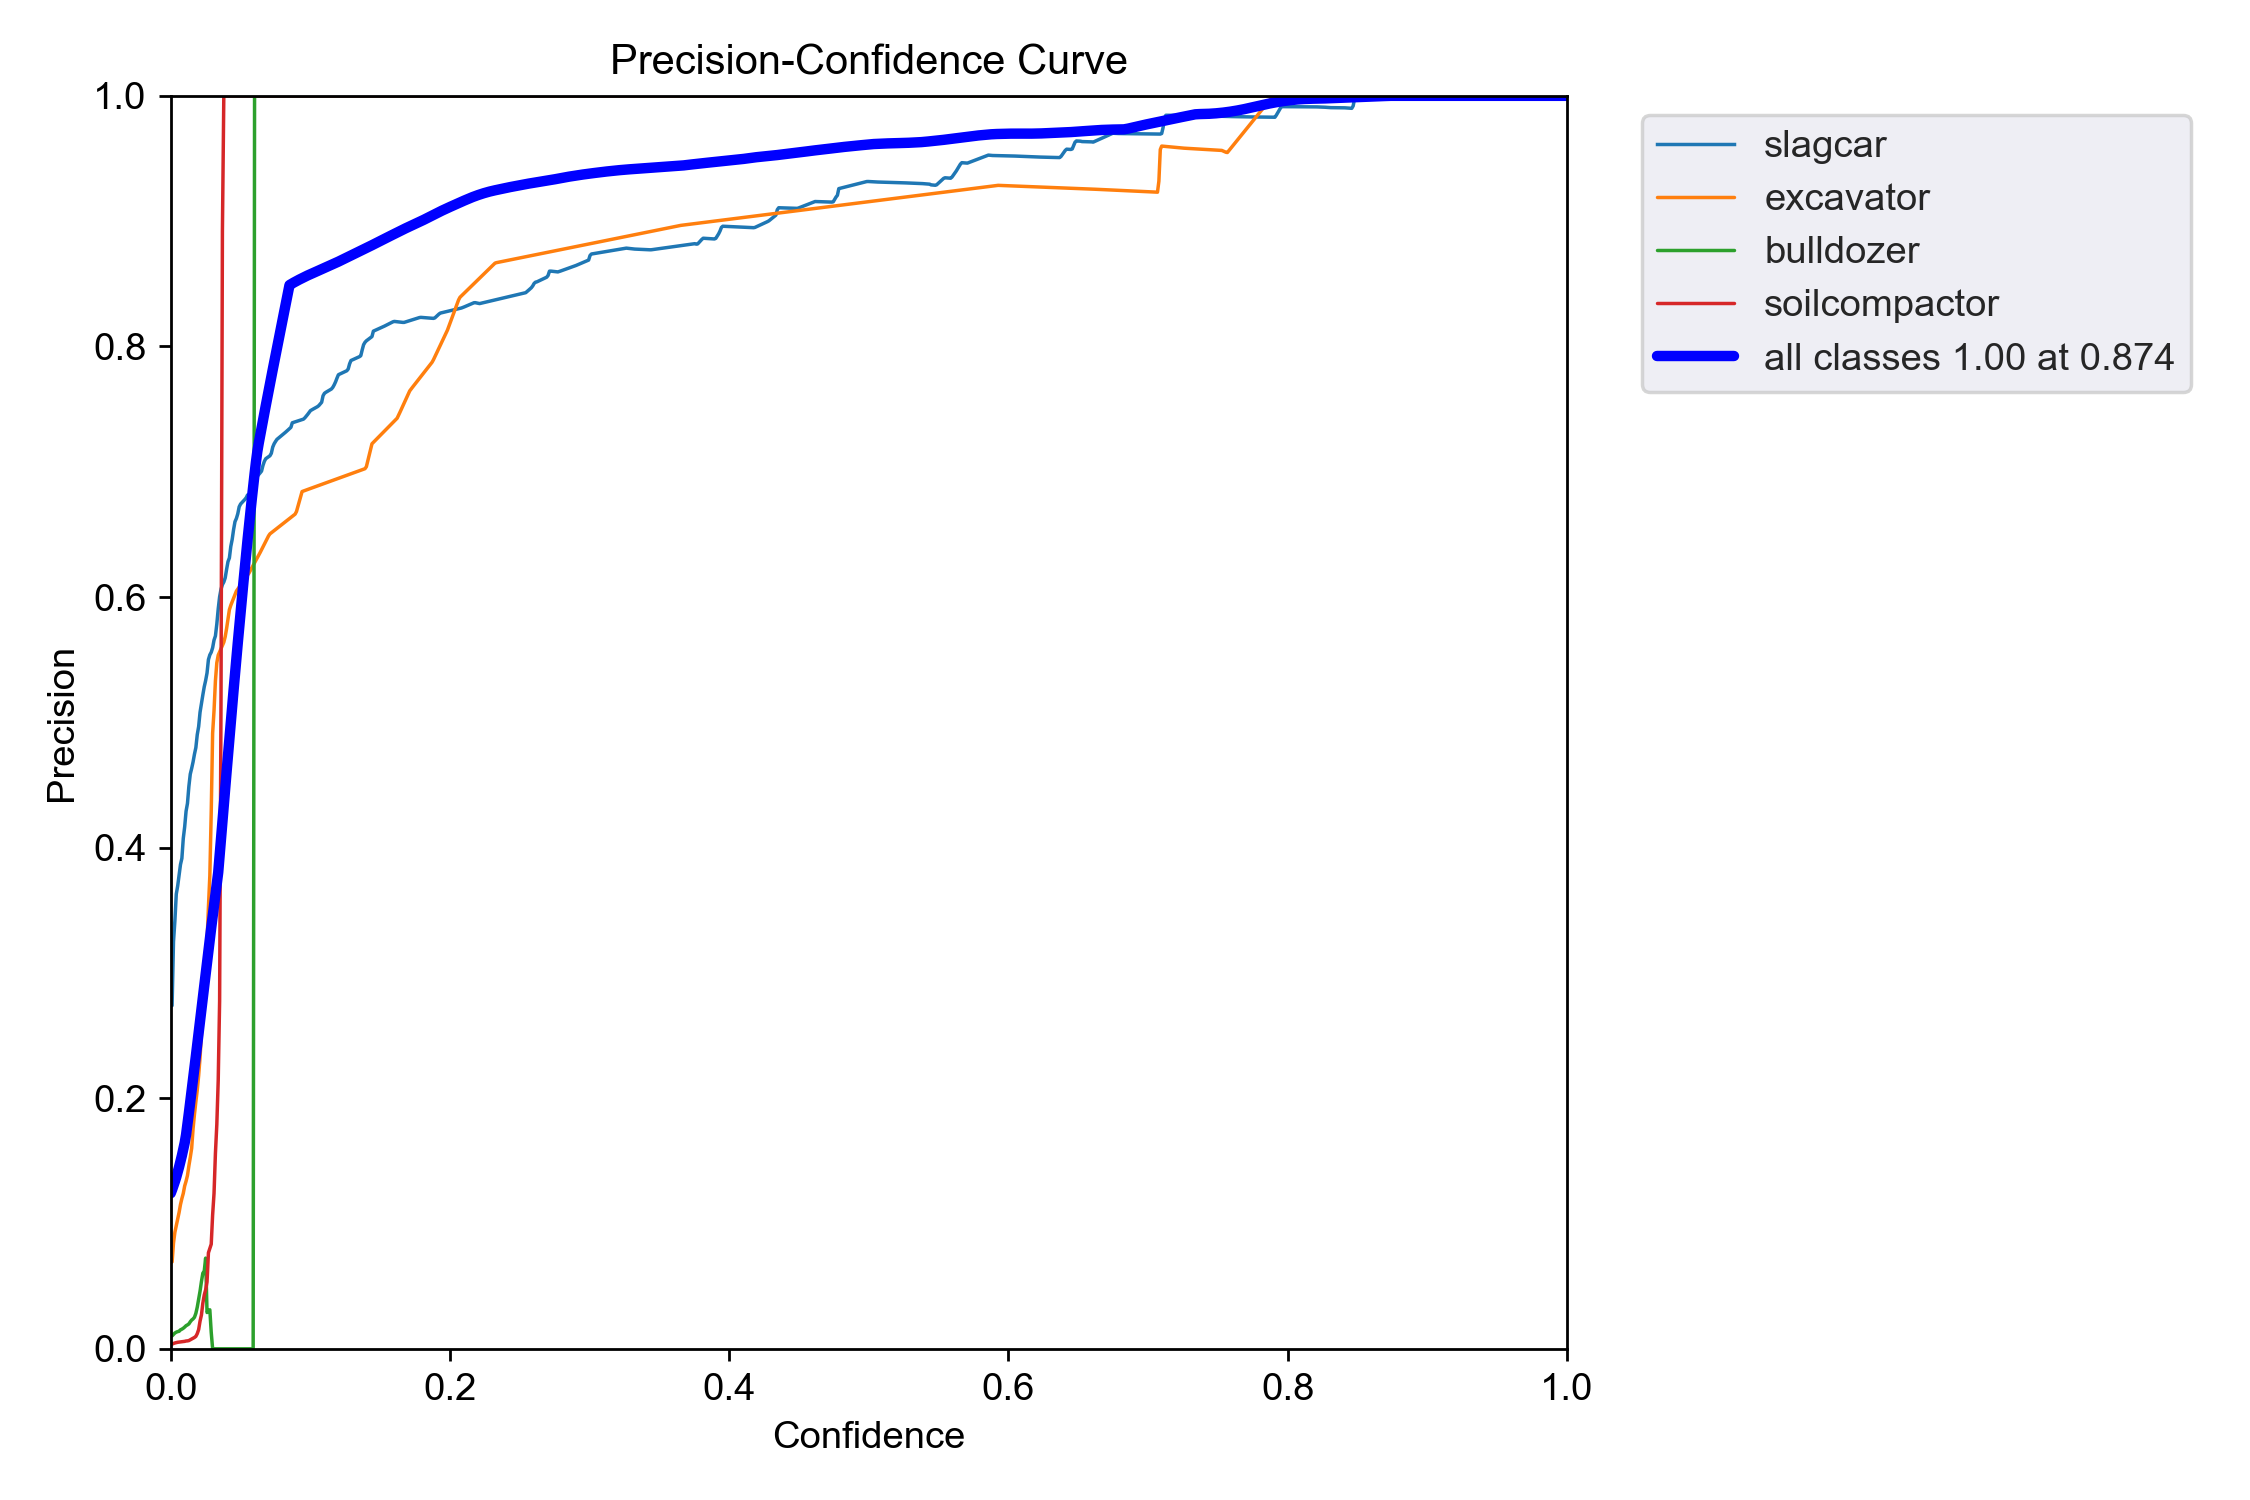 Precision-Confidence Curve
1.0
0.8
0.6
0.4
0.2
0.0
Precision
0.0 0.2 0.4 0.6 0.8 1.0
Confidence
slagcar
excavator
bulldozer
soilcompactor
all classes 1.00 at 0.874